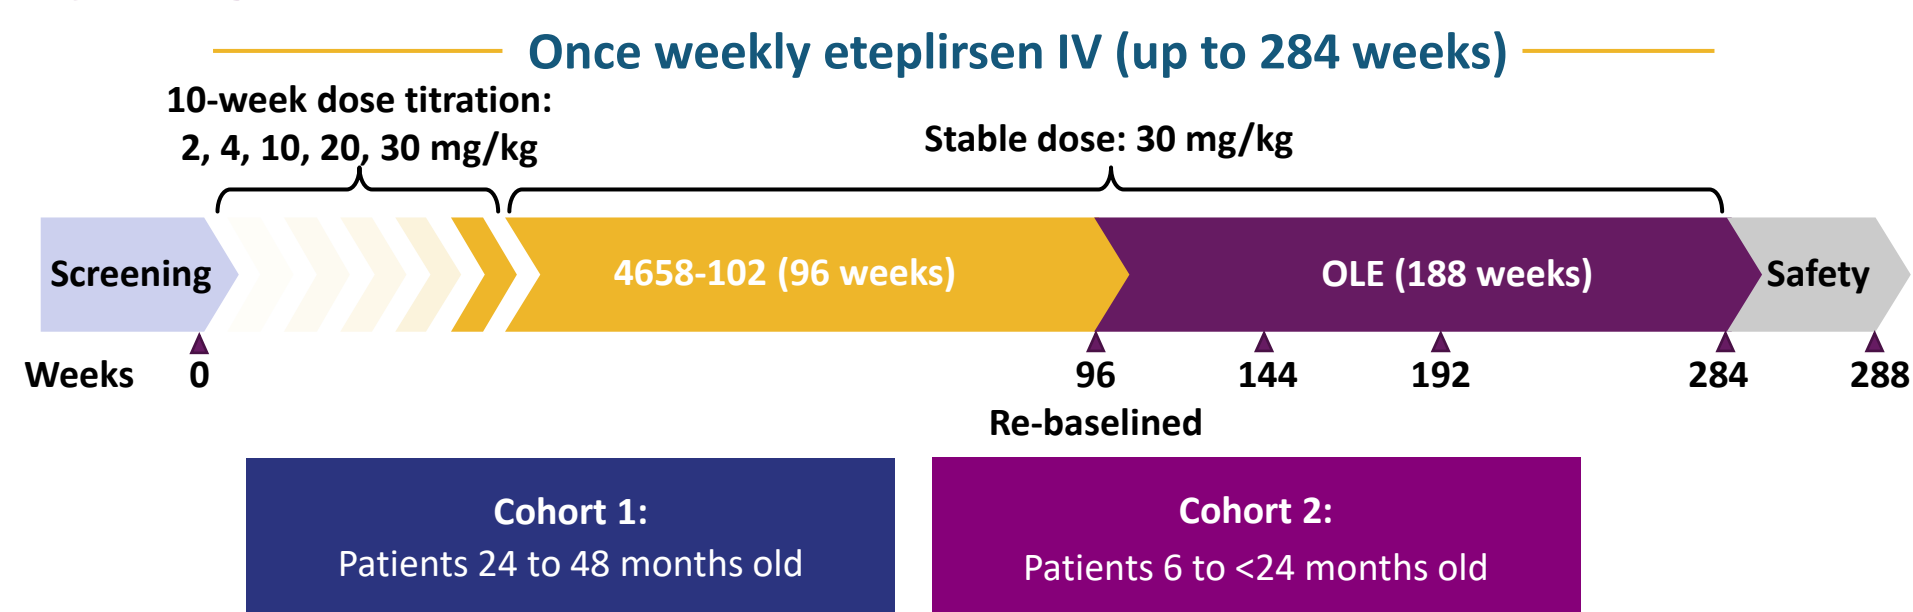 Once weekly eteplirsen IV (up to 284 weeks)
10-week dose titration:
2, 4, 10, 20, 30 mg/kg
Stable dose: 30 mg/kg
Screening
4658-102 (96 weeks)
OLE (188 weeks)
Safety
Weeks 0 96 144 192 284 288
Re-baselined
Cohort 1:
Patients 24 to 48 months old
Cohort 2:
Patients 6 to <24 months old